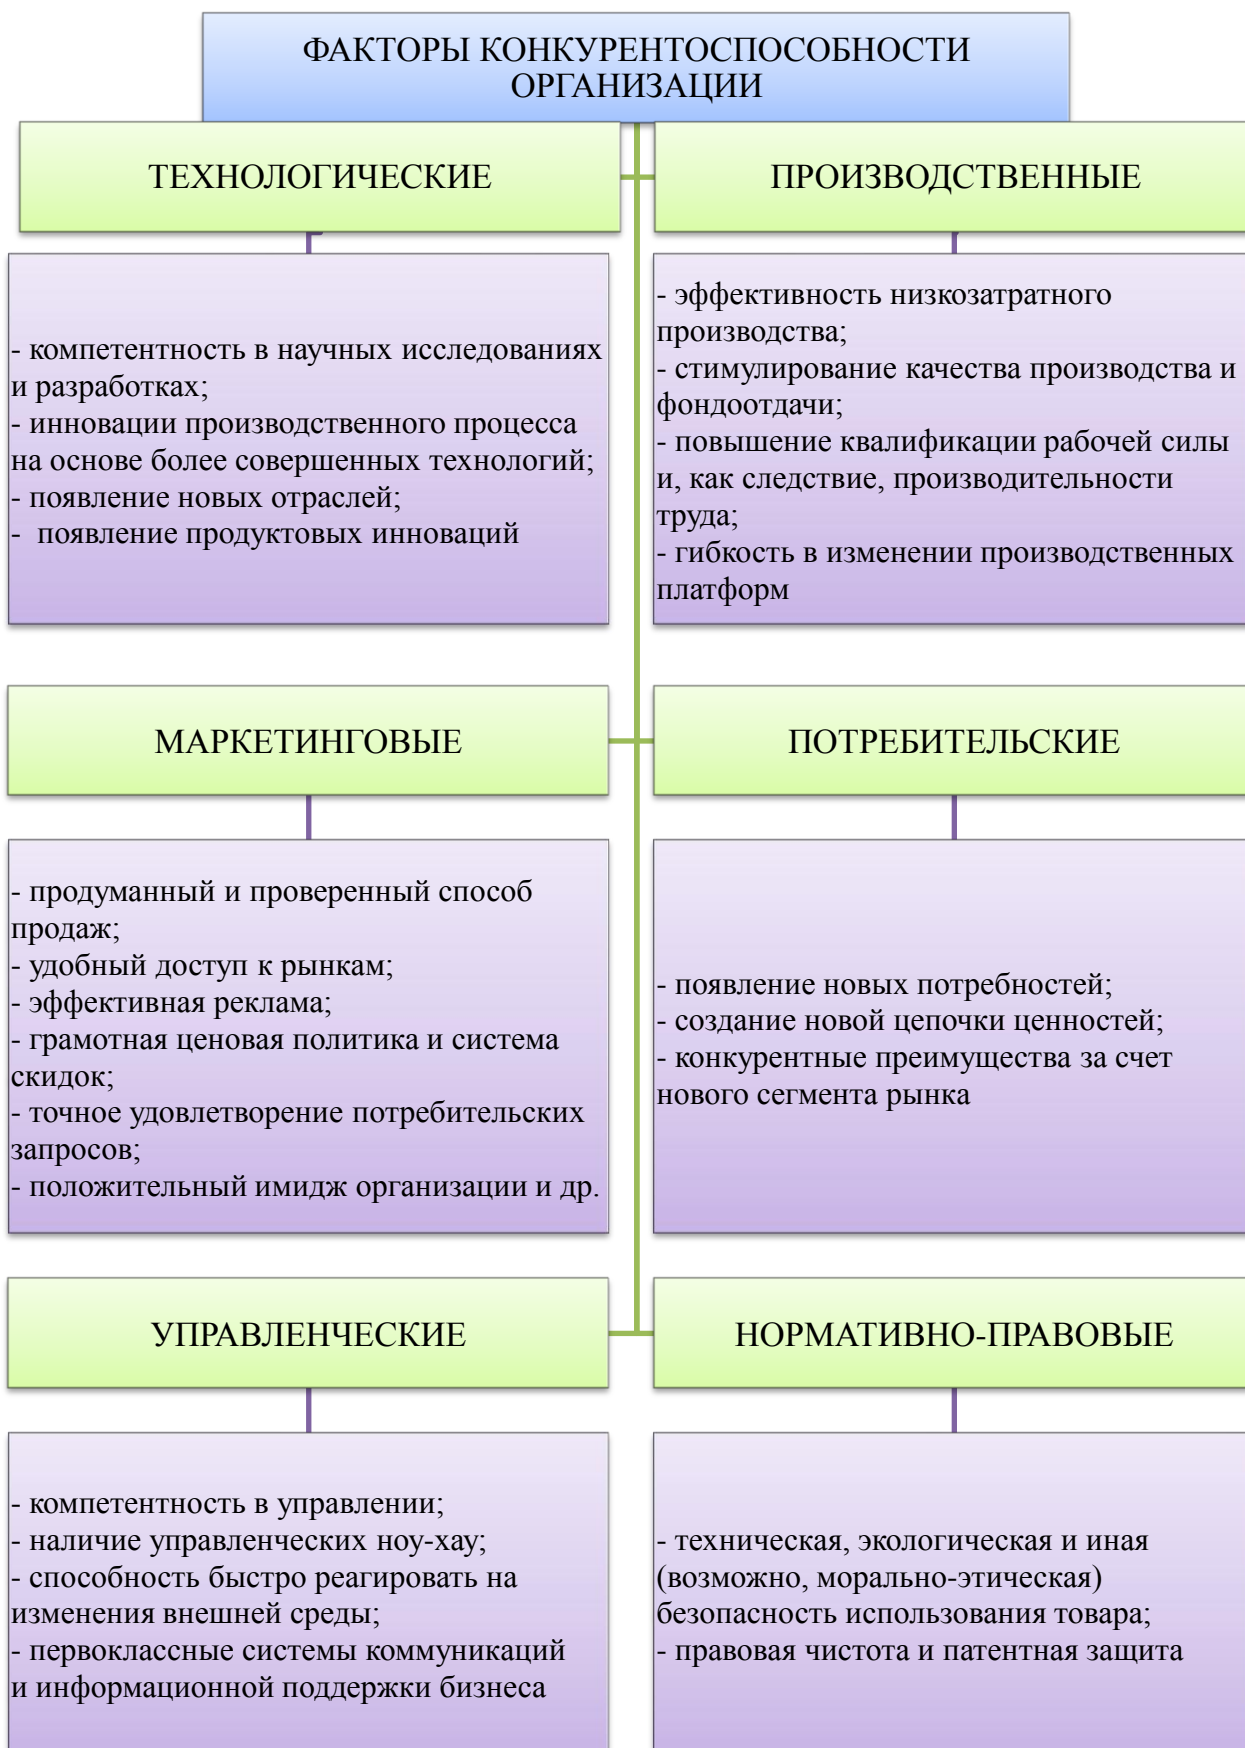 ФАКТОРЫ КОНКУРЕНТОСПОСОБНОСТИ
ОРГАНИЗАЦИИ
ТЕХНОЛОГИЧЕСКИЕ
- компетентность в научных исследованиях
и разработках;
- инновации производственного процесса
на основе более совершенных технологий;
- появление новых отраслей;
- появление продуктовых инноваций
ПРОИЗВОДСТВЕННЫЕ
- эффективность низкозатратного
производства;
- стимулирование качества производства и
фондоотдачи;
- повышение квалификации рабочей силы
и, как следствие, производительности
труда;
- гибкость в изменении производственных
платформ
МАРКЕТИНГОВЫЕ
- продуманный и проверенный способ
продаж;
- удобный доступ к рынкам;
- эффективная реклама;
- грамотная ценовая политика и система
скидок;
- точное удовлетворение потребительских
запросов;
- положительный имидж организации и др.
ПОТРЕБИТЕЛЬСКИЕ
- появление новых потребностей;
- создание новой цепочки ценностей;
- конкурентные преимущества за счет
нового сегмента рынка
УПРАВЛЕНЧЕСКИЕ
- компетентность в управлении;
- наличие управленческих ноу-хау;
- способность быстро реагировать на
изменения внешней среды;
- первоклассные системы коммуникаций
и информационной поддержки бизнеса
НОРМАТИВНО-ПРАВОВЫЕ
- техническая, экологическая и иная
(возможно, морально-этическая)
безопасность использования товара;
- правовая чистота и патентная защита